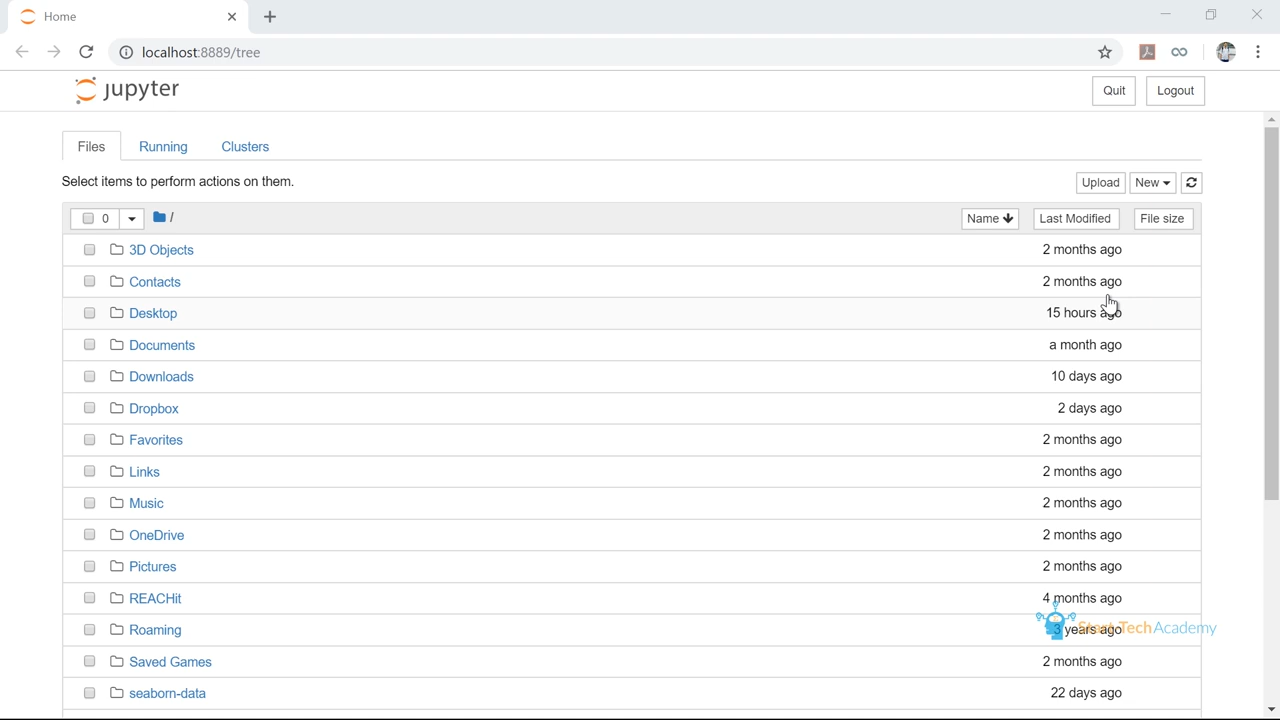 Home
localhost:8889/tree
jupyter
Quit Logout
Files Running Clusters
Select items to perform actions on them.
Upload New
0 / Name Last Modified File size
3D Objects 2 months ago
Contacts 2 months ago
Desktop 15 hours ago
Documents a month ago
Downloads 10 days ago
Dropbox 2 days ago
Favorites 2 months ago
Links 2 months ago
Music 2 months ago
OneDrive 2 months ago
Pictures 2 months ago
REACHit 4 months ago
Roaming 3 years ago
Start-Tech Academy
Saved Games 2 months ago
seaborn-data 22 days ago